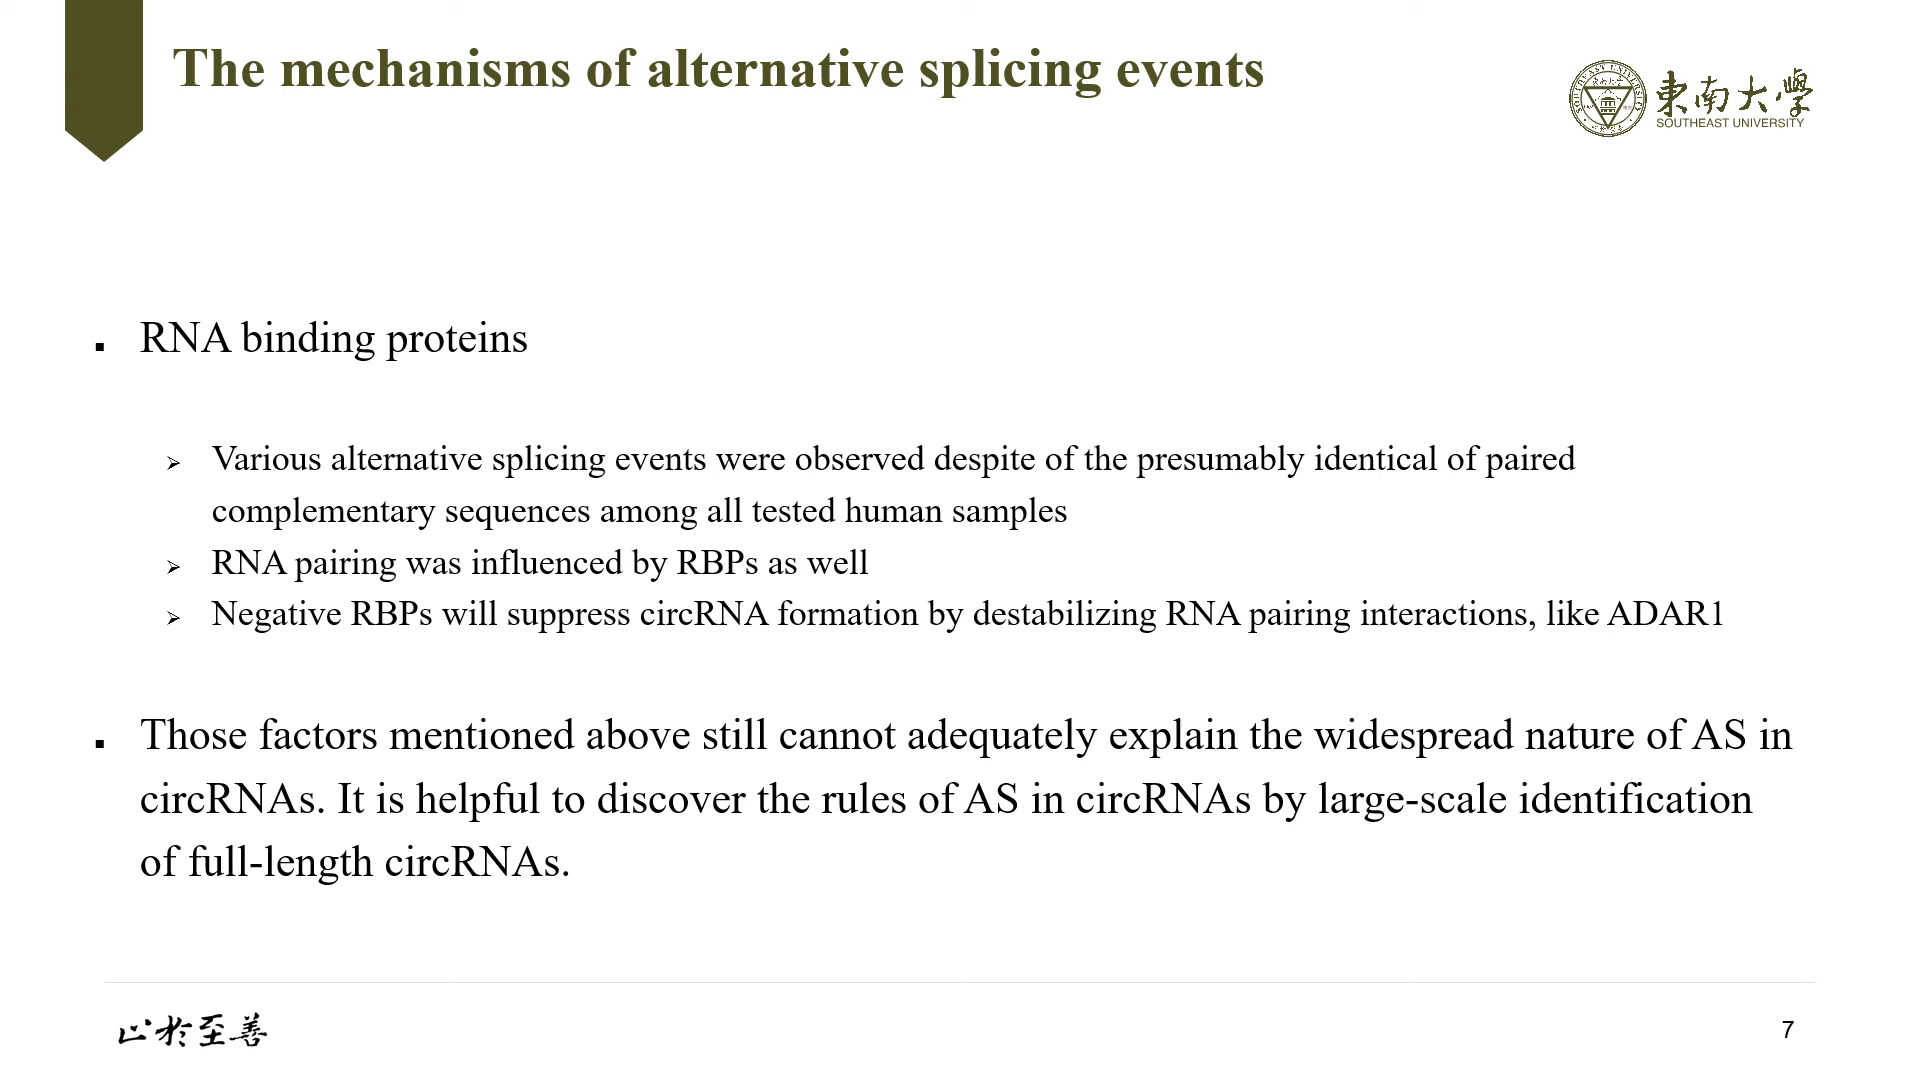 The mechanisms of alternative splicing events
東南大學
SOUTHEAST UNIVERSITY
RNA binding proteins
Various alternative splicing events were observed despite of the presumably identical of paired
complementary sequences among all tested human samples
RNA pairing was influenced by RBPs as well
Negative RBPs will suppress circRNA formation by destabilizing RNA pairing interactions, like ADAR1
Those factors mentioned above still cannot adequately explain the widespread nature of AS in
circRNAs. It is helpful to discover the rules of AS in circRNAs by large-scale identification
of full-length circRNAs.
止於至善
7